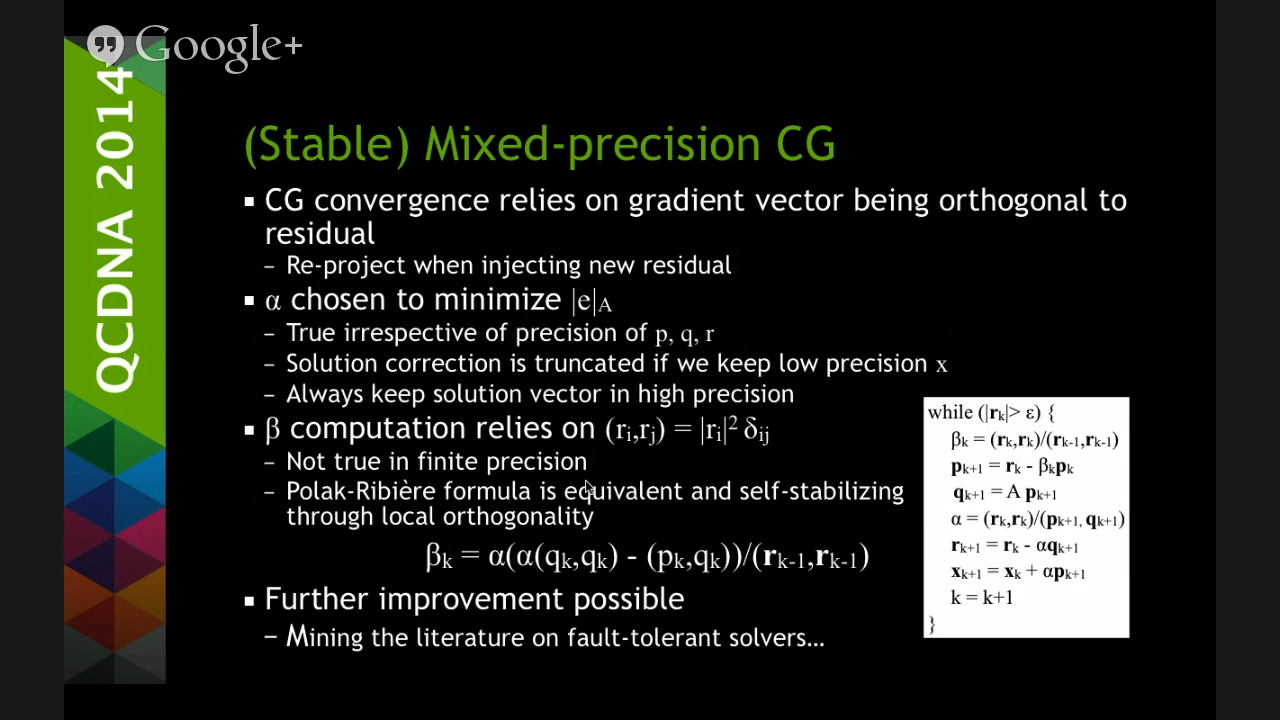 Google+
QCDNA 2014
(Stable) Mixed-precision CG
▪ CG convergence relies on gradient vector being orthogonal to
residual
– Re-project when injecting new residual
▪ α chosen to minimize |e|A
– True irrespective of precision of p, q, r
– Solution correction is truncated if we keep low precision x
– Always keep solution vector in high precision
▪ β computation relies on (ri,rj) = |ri|² δij
– Not true in finite precision
– Polak-Ribière formula is equivalent and self-stabilizing
through local orthogonality
βk = α(α(qk,qk) - (pk,qk))/(rk-1,rk-1)
▪ Further improvement possible
– Mining the literature on fault-tolerant solvers…
while (|rk|> ε) {
βk = (rk,rk)/(rk-1,rk-1)
pk+1 = rk - βkpk
qk+1 = A pk+1
α = (rk,rk)/(pk+1, qk+1)
rk+1 = rk - αqk+1
xk+1 = xk + αpk+1
k = k+1
}